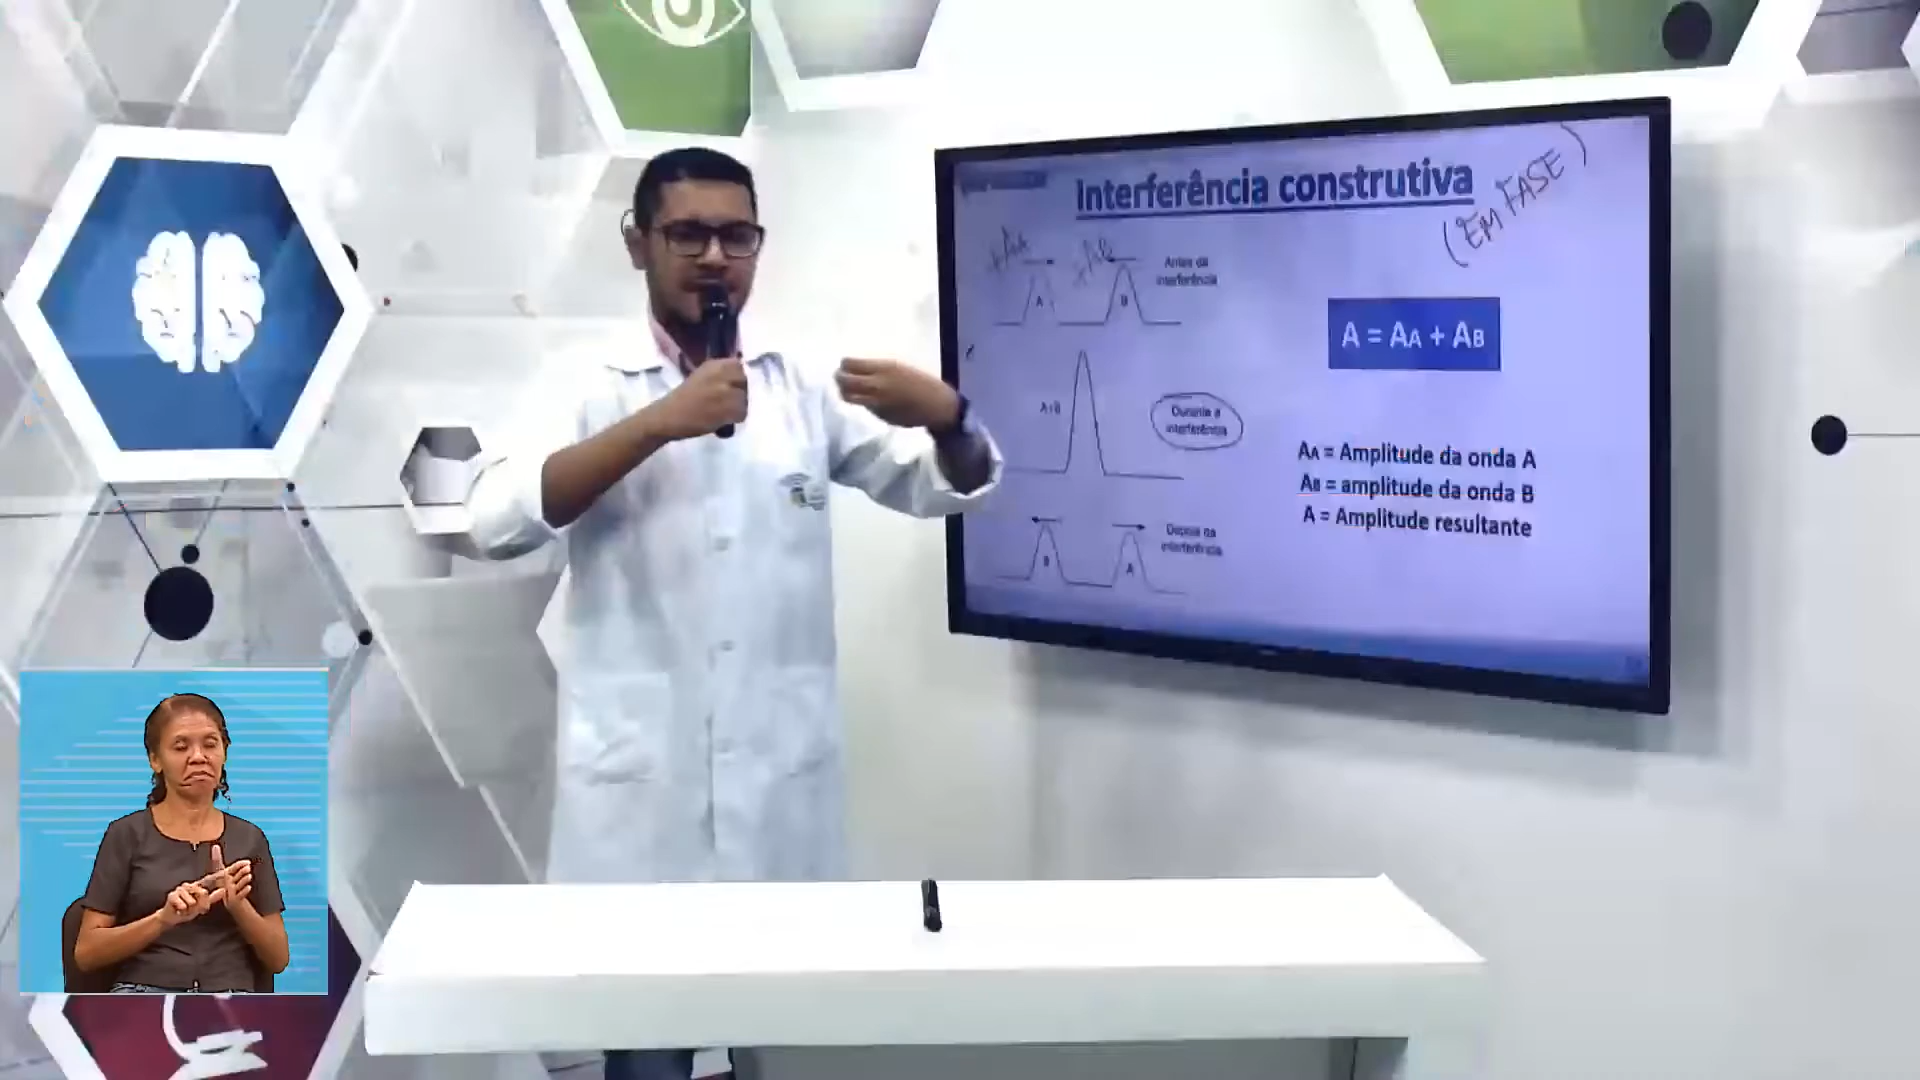 Interferência construtiva
(EM FASE)
+AA
+AB
Antes da
interferência
A
B
A = AA + AB
A+B
Durante a
interferência
AA = Amplitude da onda A
AB = amplitude da onda B
A = Amplitude resultante
Depois da
interferência
B
A